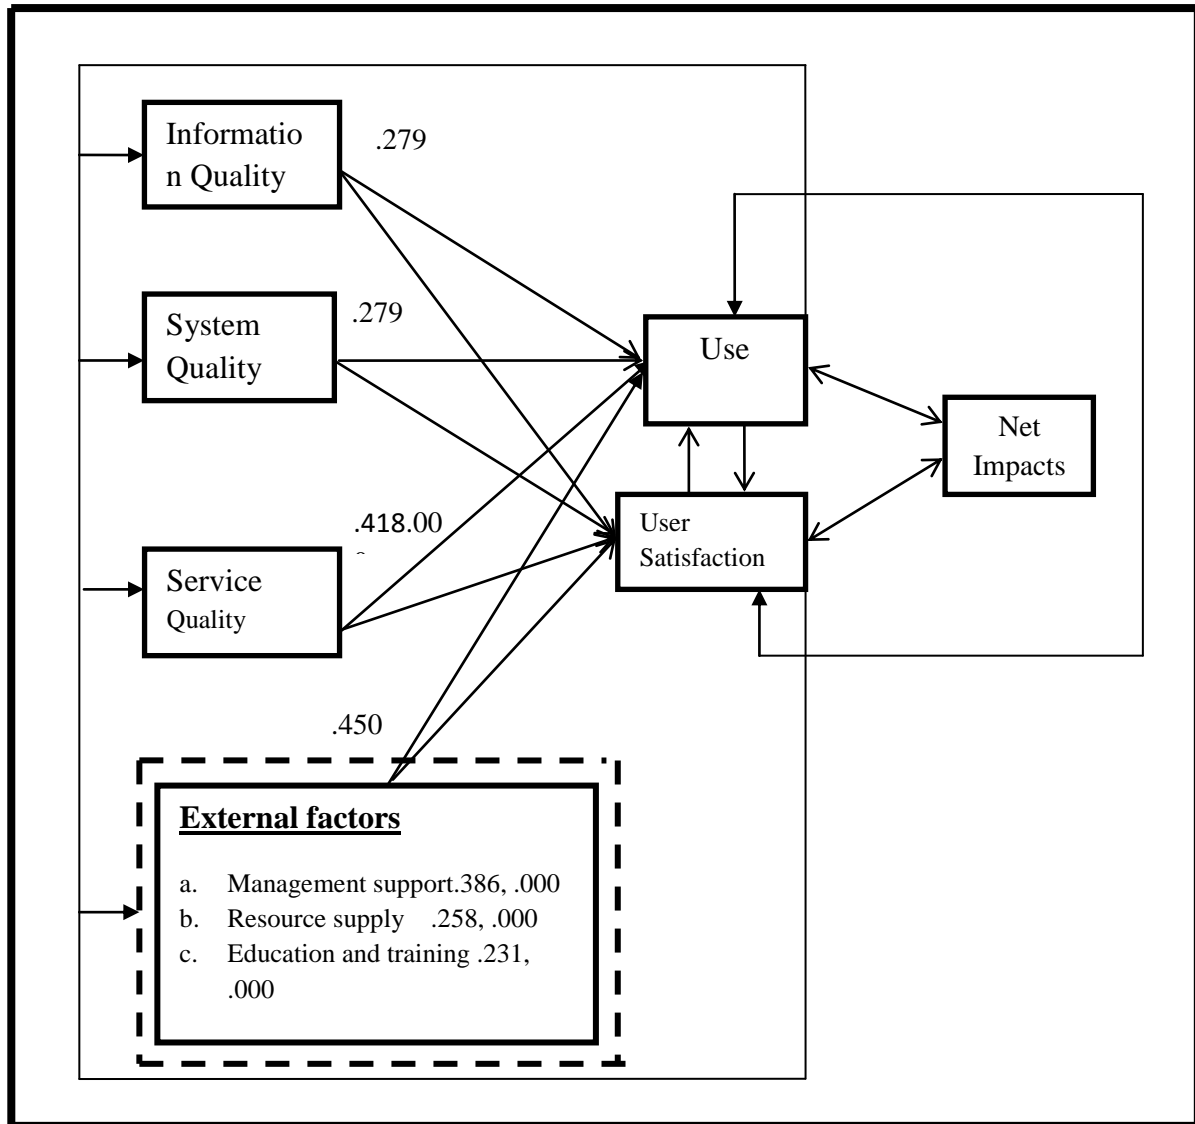 Informatio
n Quality
.279
System
Quality
.279
Use
Net
Impacts
User
Satisfaction
.418.00
Service
Quality
.450
External factors
a. Management support.386, .000
b. Resource supply .258, .000
c. Education and training .231,
.000